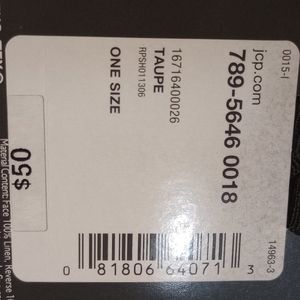 0015-I
jcp.com
789-5646 0018
16716400026
TAUPE
RPSH011306
ONE SIZE
14963-3
0 81806 64071 3
$50
Material Content: Face 100% Linen, Reverse